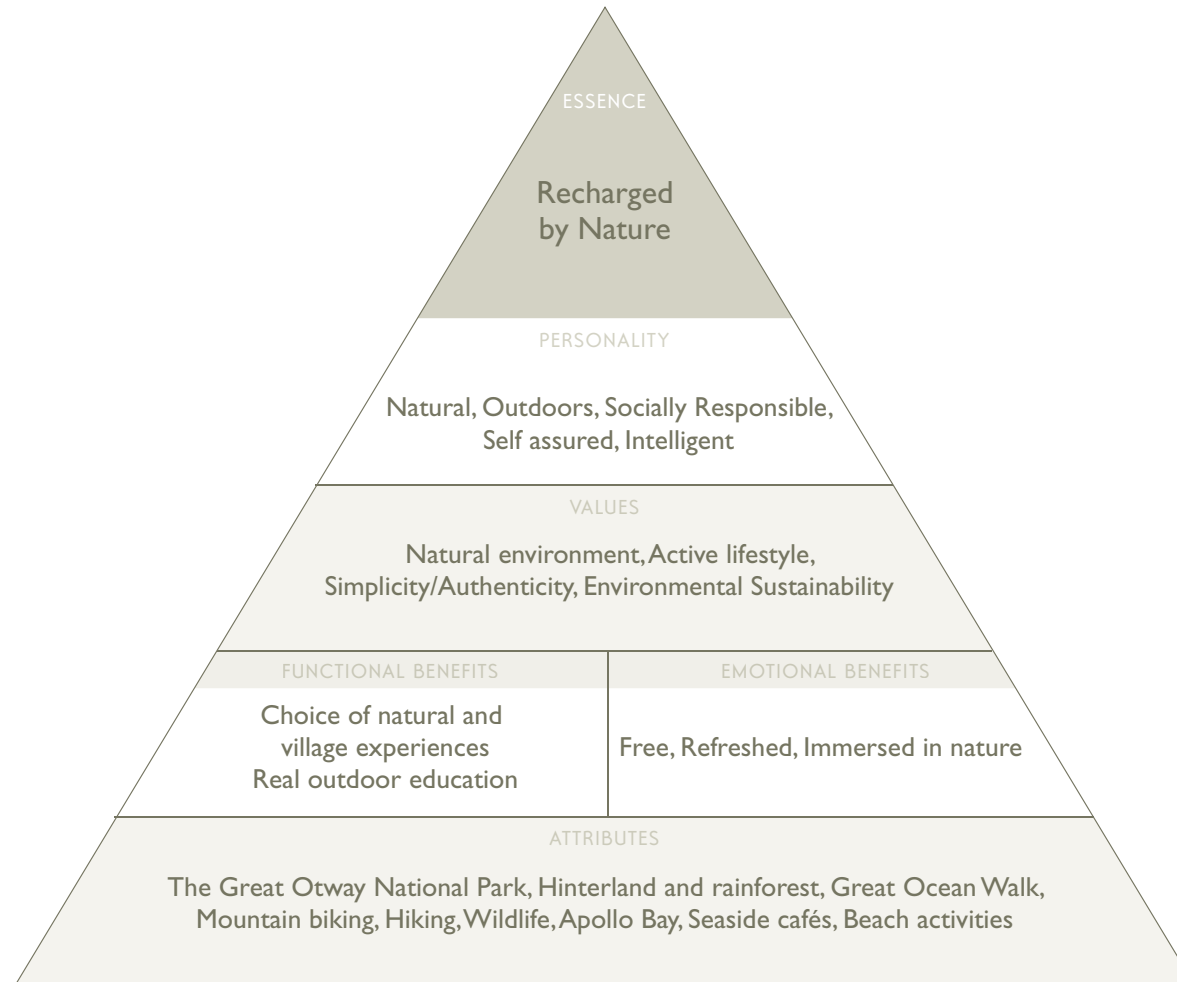 ESSENCE
Recharged
by Nature
PERSONALITY
Natural, Outdoors, Socially Responsible,
Self assured, Intelligent
VALUES
Natural environment, Active lifestyle,
Simplicity/Authenticity, Environmental Sustainability
FUNCTIONAL BENEFITS
Choice of natural and
village experiences
Real outdoor education
EMOTIONAL BENEFITS
Free, Refreshed, Immersed in nature
ATTRIBUTES
The Great Otway National Park, Hinterland and rainforest, Great Ocean Walk,
Mountain biking, Hiking, Wildlife, Apollo Bay, Seaside cafés, Beach activities